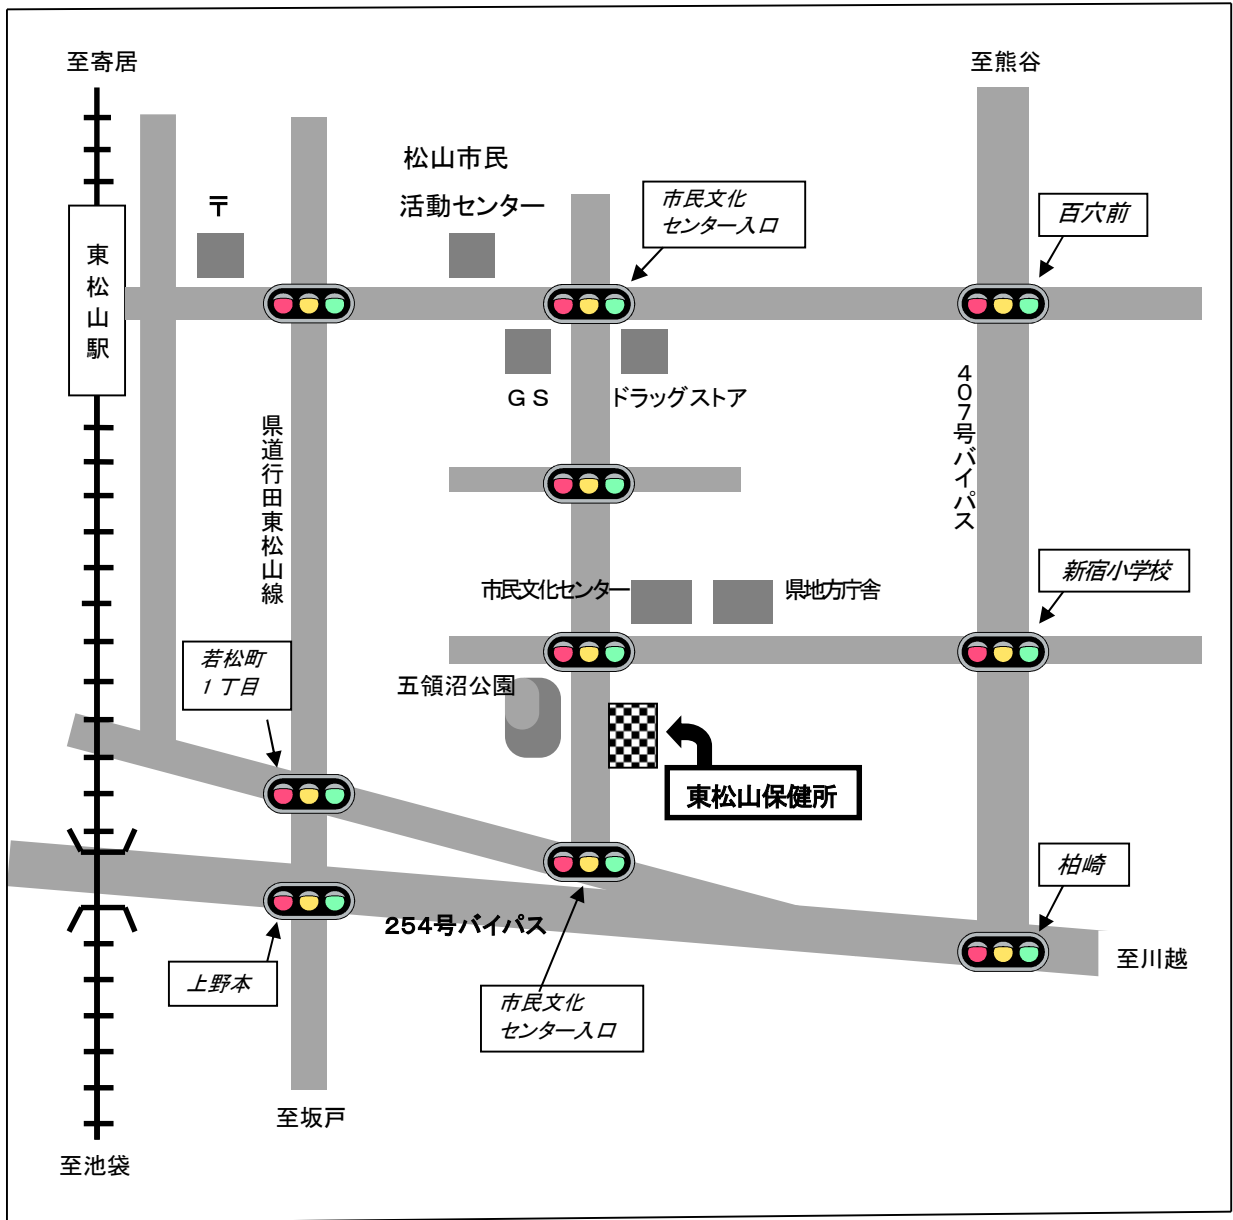 至寄居
至熊谷
松山市民
活動センター
〒
市民文化
センター入口
百穴前
東松山駅
GS
ドラッグストア
407号バイパス
県道行田東松山線
市民文化センター
県地方庁舎
新宿小学校
若松町
1丁目
五領沼公園
東松山保健所
柏崎
254号バイパス
至川越
上野本
市民文化
センター入口
至坂戸
至池袋